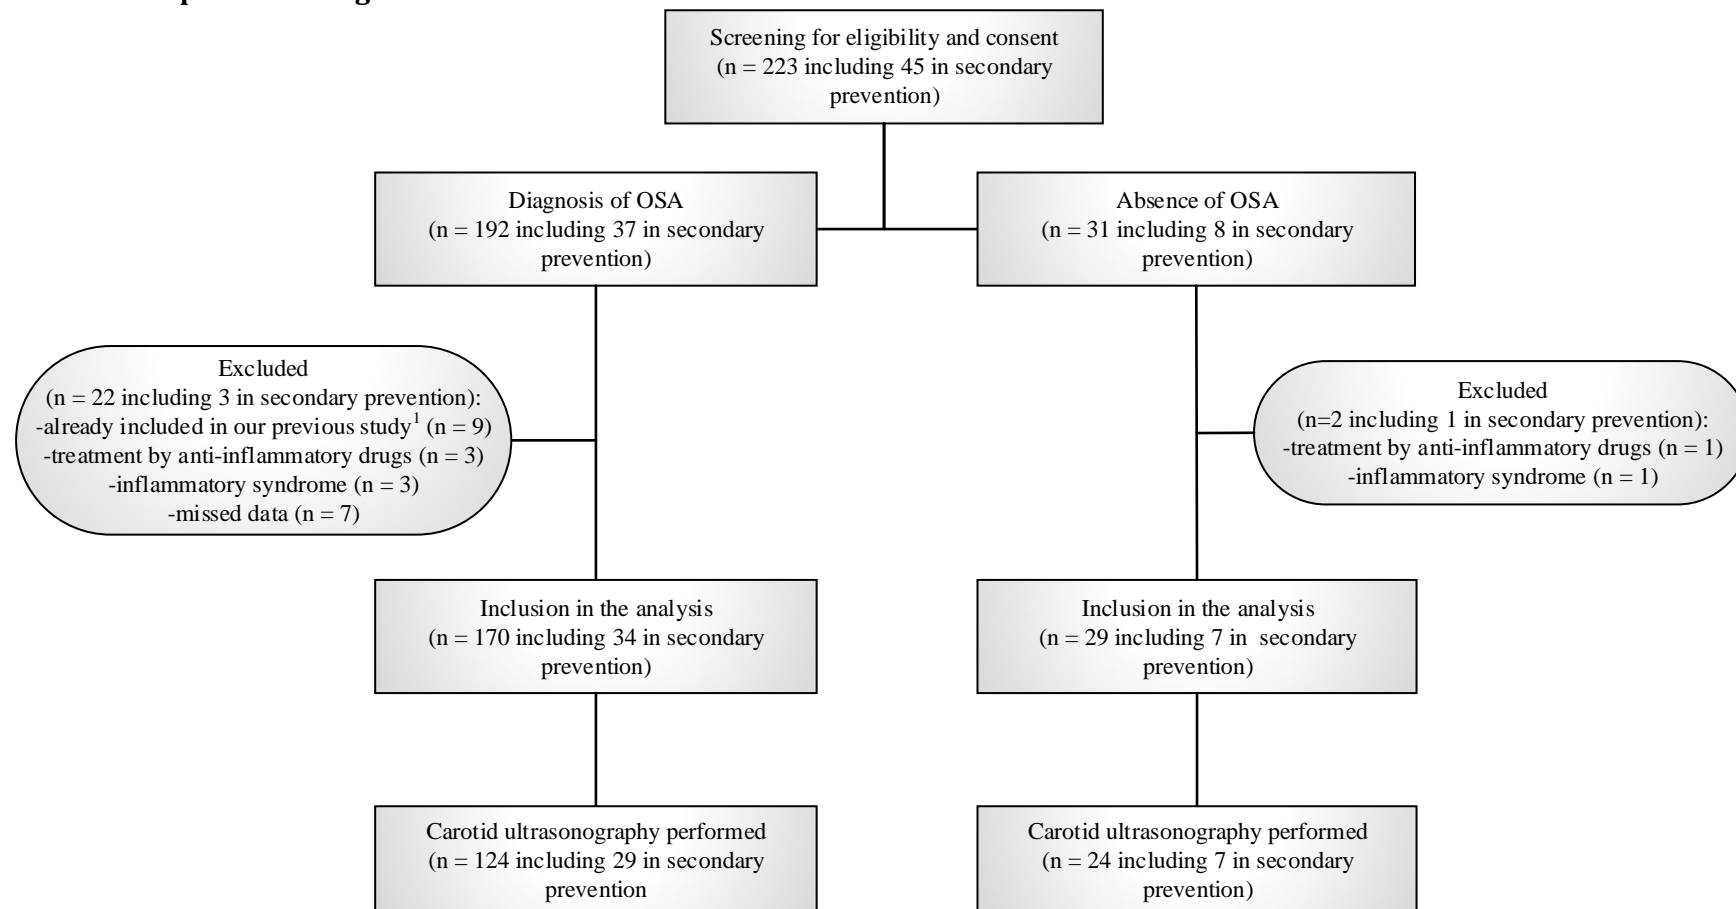 Screening for eligibility and consent
(n = 223 including 45 in secondary
prevention)
Diagnosis of OSA
(n = 192 including 37 in secondary
prevention)
Absence of OSA
(n = 31 including 8 in secondary
prevention)
Excluded
(n = 22 including 3 in secondary prevention):
-already included in our previous study¹ (n = 9)
-treatment by anti-inflammatory drugs (n = 3)
-inflammatory syndrome (n = 3)
-missed data (n = 7)
Excluded
(n=2 including 1 in secondary prevention):
-treatment by anti-inflammatory drugs (n = 1)
-inflammatory syndrome (n = 1)
Inclusion in the analysis
(n = 170 including 34 in secondary
prevention)
Inclusion in the analysis
(n = 29 including 7 in  secondary
prevention)
Carotid ultrasonography performed
(n = 124 including 29 in secondary
prevention
Carotid ultrasonography performed
(n = 24 including 7 in secondary
prevention)